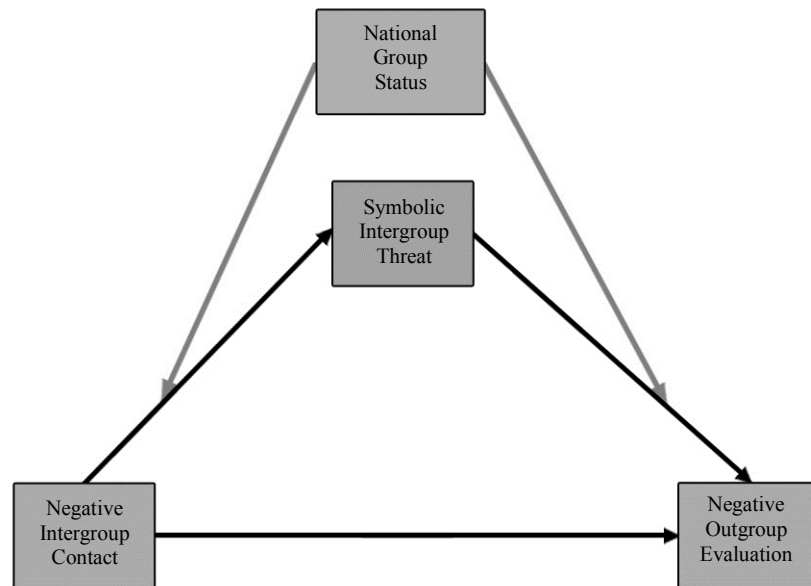 National
Group
Status
Symbolic
Intergroup
Threat
Negative
Intergroup
Contact
Negative
Outgroup
Evaluation